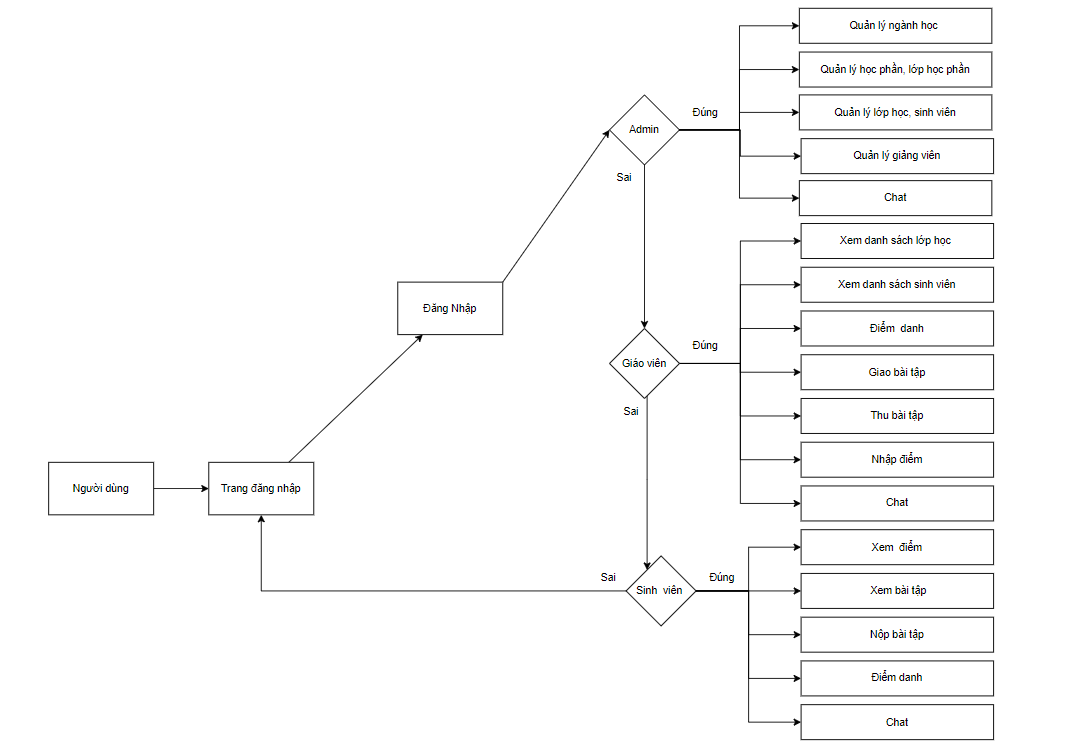 Quản lý ngành học
Quản lý học phần, lớp học phần
Đúng
Quản lý lớp học, sinh viên
Admin
Quản lý giảng viên
Sai
Chat
Xem danh sách lớp học
Xem danh sách sinh viên
Đăng Nhập
Điểm danh
Đúng
Giáo viên
Giao bài tập
Sai
Thu bài tập
Nhập điểm
Người dùng
Trang đăng nhập
Chat
Xem điểm
Sai
Đúng
Sinh viên
Xem bài tập
Nộp bài tập
Điểm danh
Chat